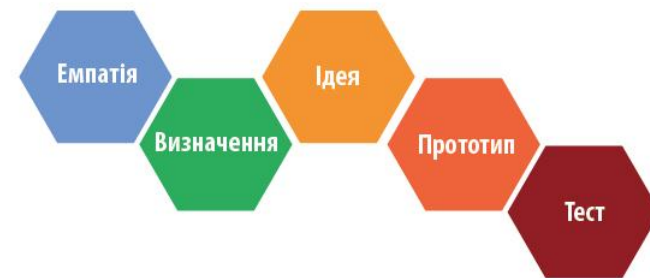 Емпатія
Визначення
Ідея
Прототип
Тест